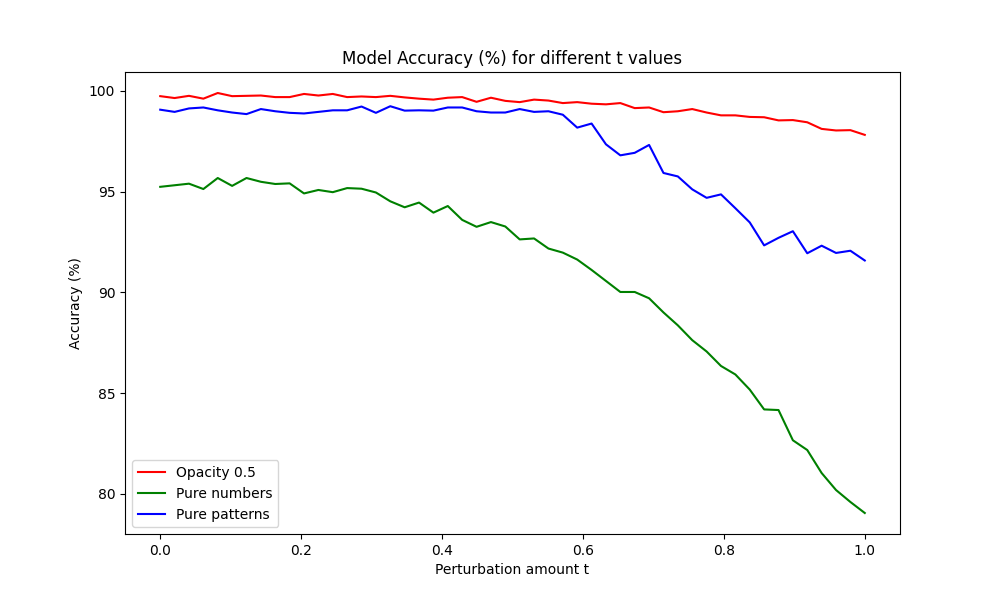 Model Accuracy (%) for different t values
100
95
90
85
80
Accuracy (%)
Opacity 0.5
Pure numbers
Pure patterns
0.0
0.2
0.4
0.6
0.8
1.0
Perturbation amount t